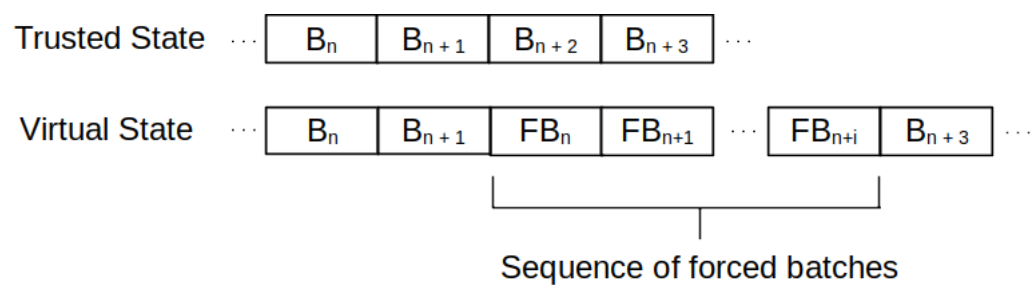 Trusted State ... Bn Bn + 1 Bn + 2 Bn + 3 ...
Virtual State ... Bn Bn + 1 FBn FBn+1 ... FBn+i Bn + 3 ...
Sequence of forced batches